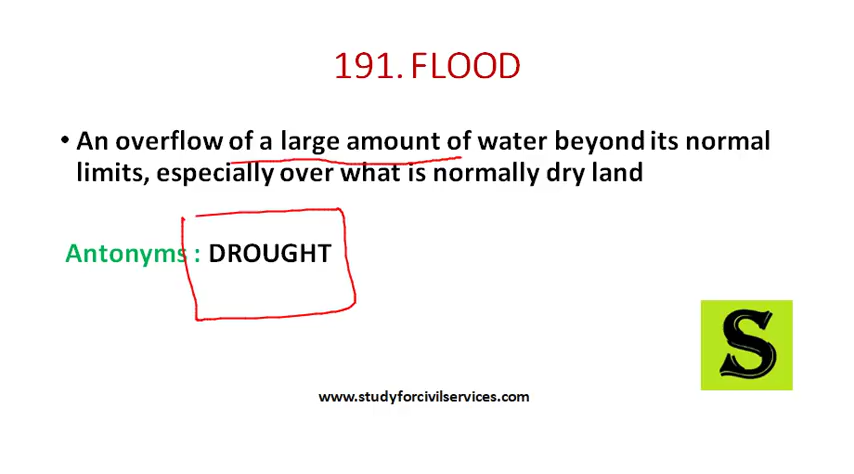 191. FLOOD
• An overflow of a large amount of water beyond its normal
limits, especially over what is normally dry land
Antonyms : DROUGHT
S
www.studyforcivilservices.com